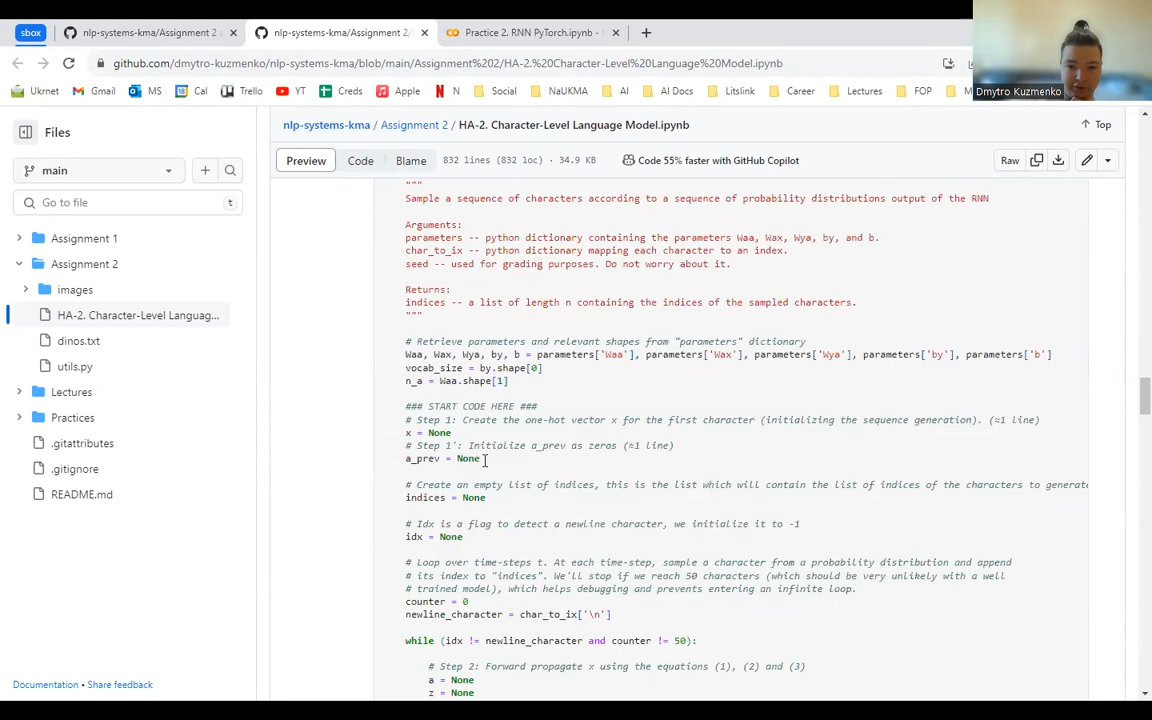 sbox
nlp-systems-kma/Assignment 2
nlp-systems-kma/Assignment 2/
Practice 2. RNN PyTorch.ipynb -
github.com/dmytro-kuzmenko/nlp-systems-kma/blob/main/Assignment%202/HA-2.%20Character-Level%20Language%20Model.ipynb
Ukrnet
Gmail
MS
Cal
Trello
YT
Creds
Apple
N
Social
NaUKMA
AI
AI Docs
Litslink
Career
Lectures
FOP
Dmytro Kuzmenko
Files
nlp-systems-kma / Assignment 2 / HA-2. Character-Level Language Model.ipynb
Top
main
Preview
Code
Blame
832 lines (832 loc) · 34.9 KB
Code 55% faster with GitHub Copilot
Raw
Go to file
t
Assignment 1
Assignment 2
images
HA-2. Character-Level Languag...
dinos.txt
utils.py
Lectures
Practices
.gitattributes
.gitignore
README.md
Documentation • Share feedback
"""
Sample a sequence of characters according to a sequence of probability distributions output of the RNN
Arguments:
parameters -- python dictionary containing the parameters Waa, Wax, Wya, by, and b.
char_to_ix -- python dictionary mapping each character to an index.
seed -- used for grading purposes. Do not worry about it.
Returns:
indices -- a list of length n containing the indices of the sampled characters.
"""
# Retrieve parameters and relevant shapes from "parameters" dictionary
Waa, Wax, Wya, by, b = parameters['Waa'], parameters['Wax'], parameters['Wya'], parameters['by'], parameters['b']
vocab_size = by.shape[0]
n_a = Waa.shape[1]
### START CODE HERE ###
# Step 1: Create the one-hot vector x for the first character (initializing the sequence generation). (≈1 line)
x = None
# Step 1': Initialize a_prev as zeros (≈1 line)
a_prev = None
# Create an empty list of indices, this is the list which will contain the list of indices of the characters to generate
indices = None
# Idx is a flag to detect a newline character, we initialize it to -1
idx = None
# Loop over time-steps t. At each time-step, sample a character from a probability distribution and append
# its index to "indices". We'll stop if we reach 50 characters (which should be very unlikely with a well
# trained model), which helps debugging and prevents entering an infinite loop.
counter = 0
newline_character = char_to_ix['\n']
while (idx != newline_character and counter != 50):
# Step 2: Forward propagate x using the equations (1), (2) and (3)
a = None
z = None